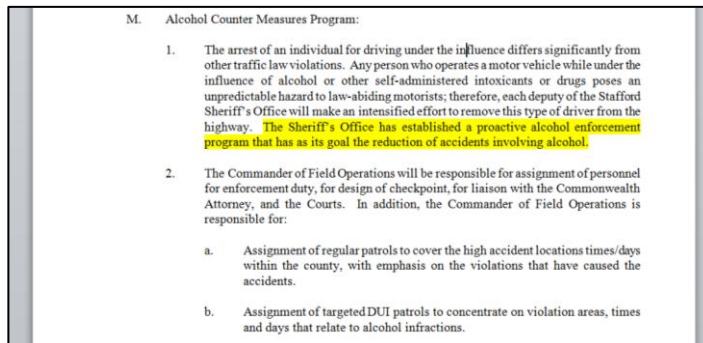 M. Alcohol Counter Measures Program:
1. The arrest of an individual for driving under the influence differs significantly from
other traffic law violations. Any person who operates a motor vehicle while under the
influence of alcohol or other self-administered intoxicants or drugs poses an
unpredictable hazard to law-abiding motorists; therefore, each deputy of the Stafford
Sheriff's Office will make an intensified effort to remove this type of driver from the
highway. The Sheriff's Office has established a proactive alcohol enforcement
program that has as its goal the reduction of accidents involving alcohol.
2. The Commander of Field Operations will be responsible for assignment of personnel
for enforcement duty, for design of checkpoint, for liaison with the Commonwealth
Attorney, and the Courts. In addition, the Commander of Field Operations is
responsible for:
a. Assignment of regular patrols to cover the high accident locations times/days
within the county, with emphasis on the violations that have caused the
accidents.
b. Assignment of targeted DUI patrols to concentrate on violation areas, times
and days that relate to alcohol infractions.